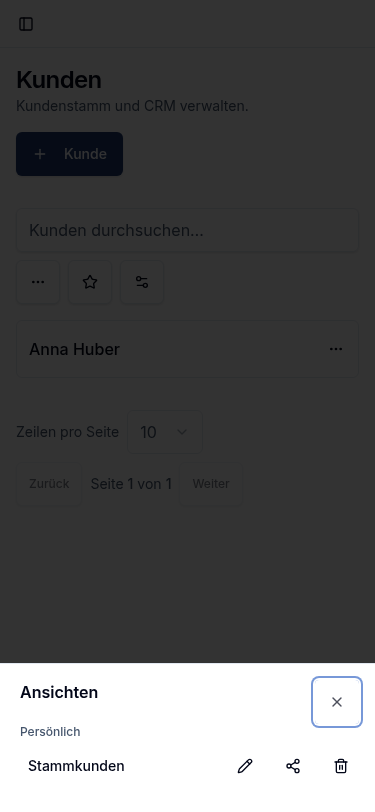 Kunden
Kundenstamm und CRM verwalten.
Kunde
Kunden durchsuchen...
Anna Huber
Zeilen pro Seite
10
Zurück
Seite 1 von 1
Weiter
Ansichten
Persönlich
Stammkunden